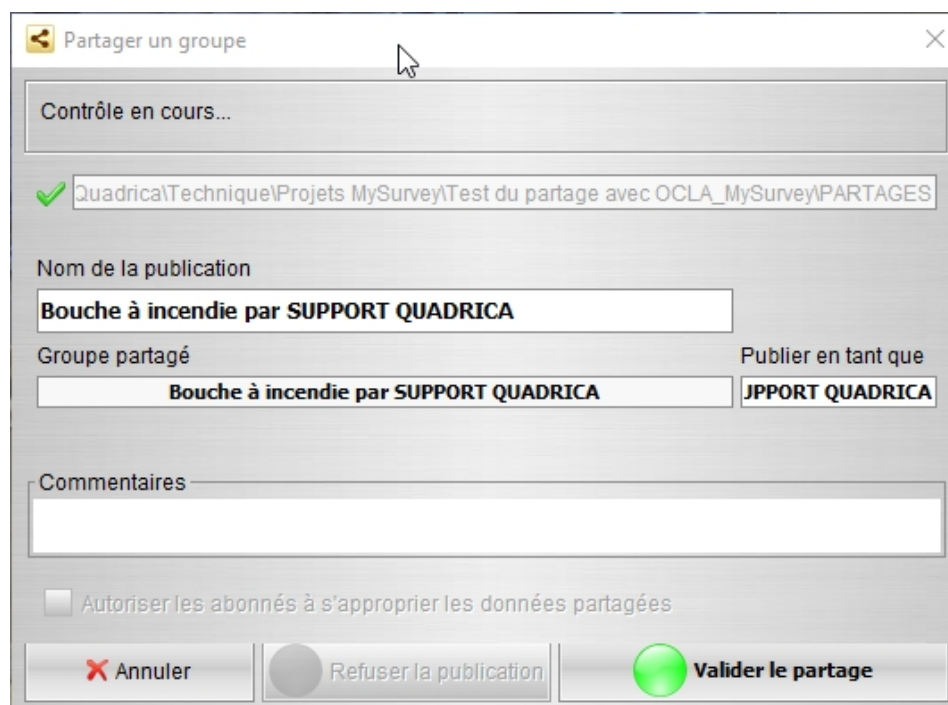 Partager un groupe
Contrôle en cours...
Quadrica\Technique\Projets MySurvey\Test du partage avec OCLA_MySurvey\PARTAGES
Nom de la publication
Bouche à incendie par SUPPORT QUADRICA
Groupe partagé
Publier en tant que
Bouche à incendie par SUPPORT QUADRICA
JPPORT QUADRICA
Commentaires
Autoriser les abonnés à s'approprier les données partagées
Annuler
Refuser la publication
Valider le partage